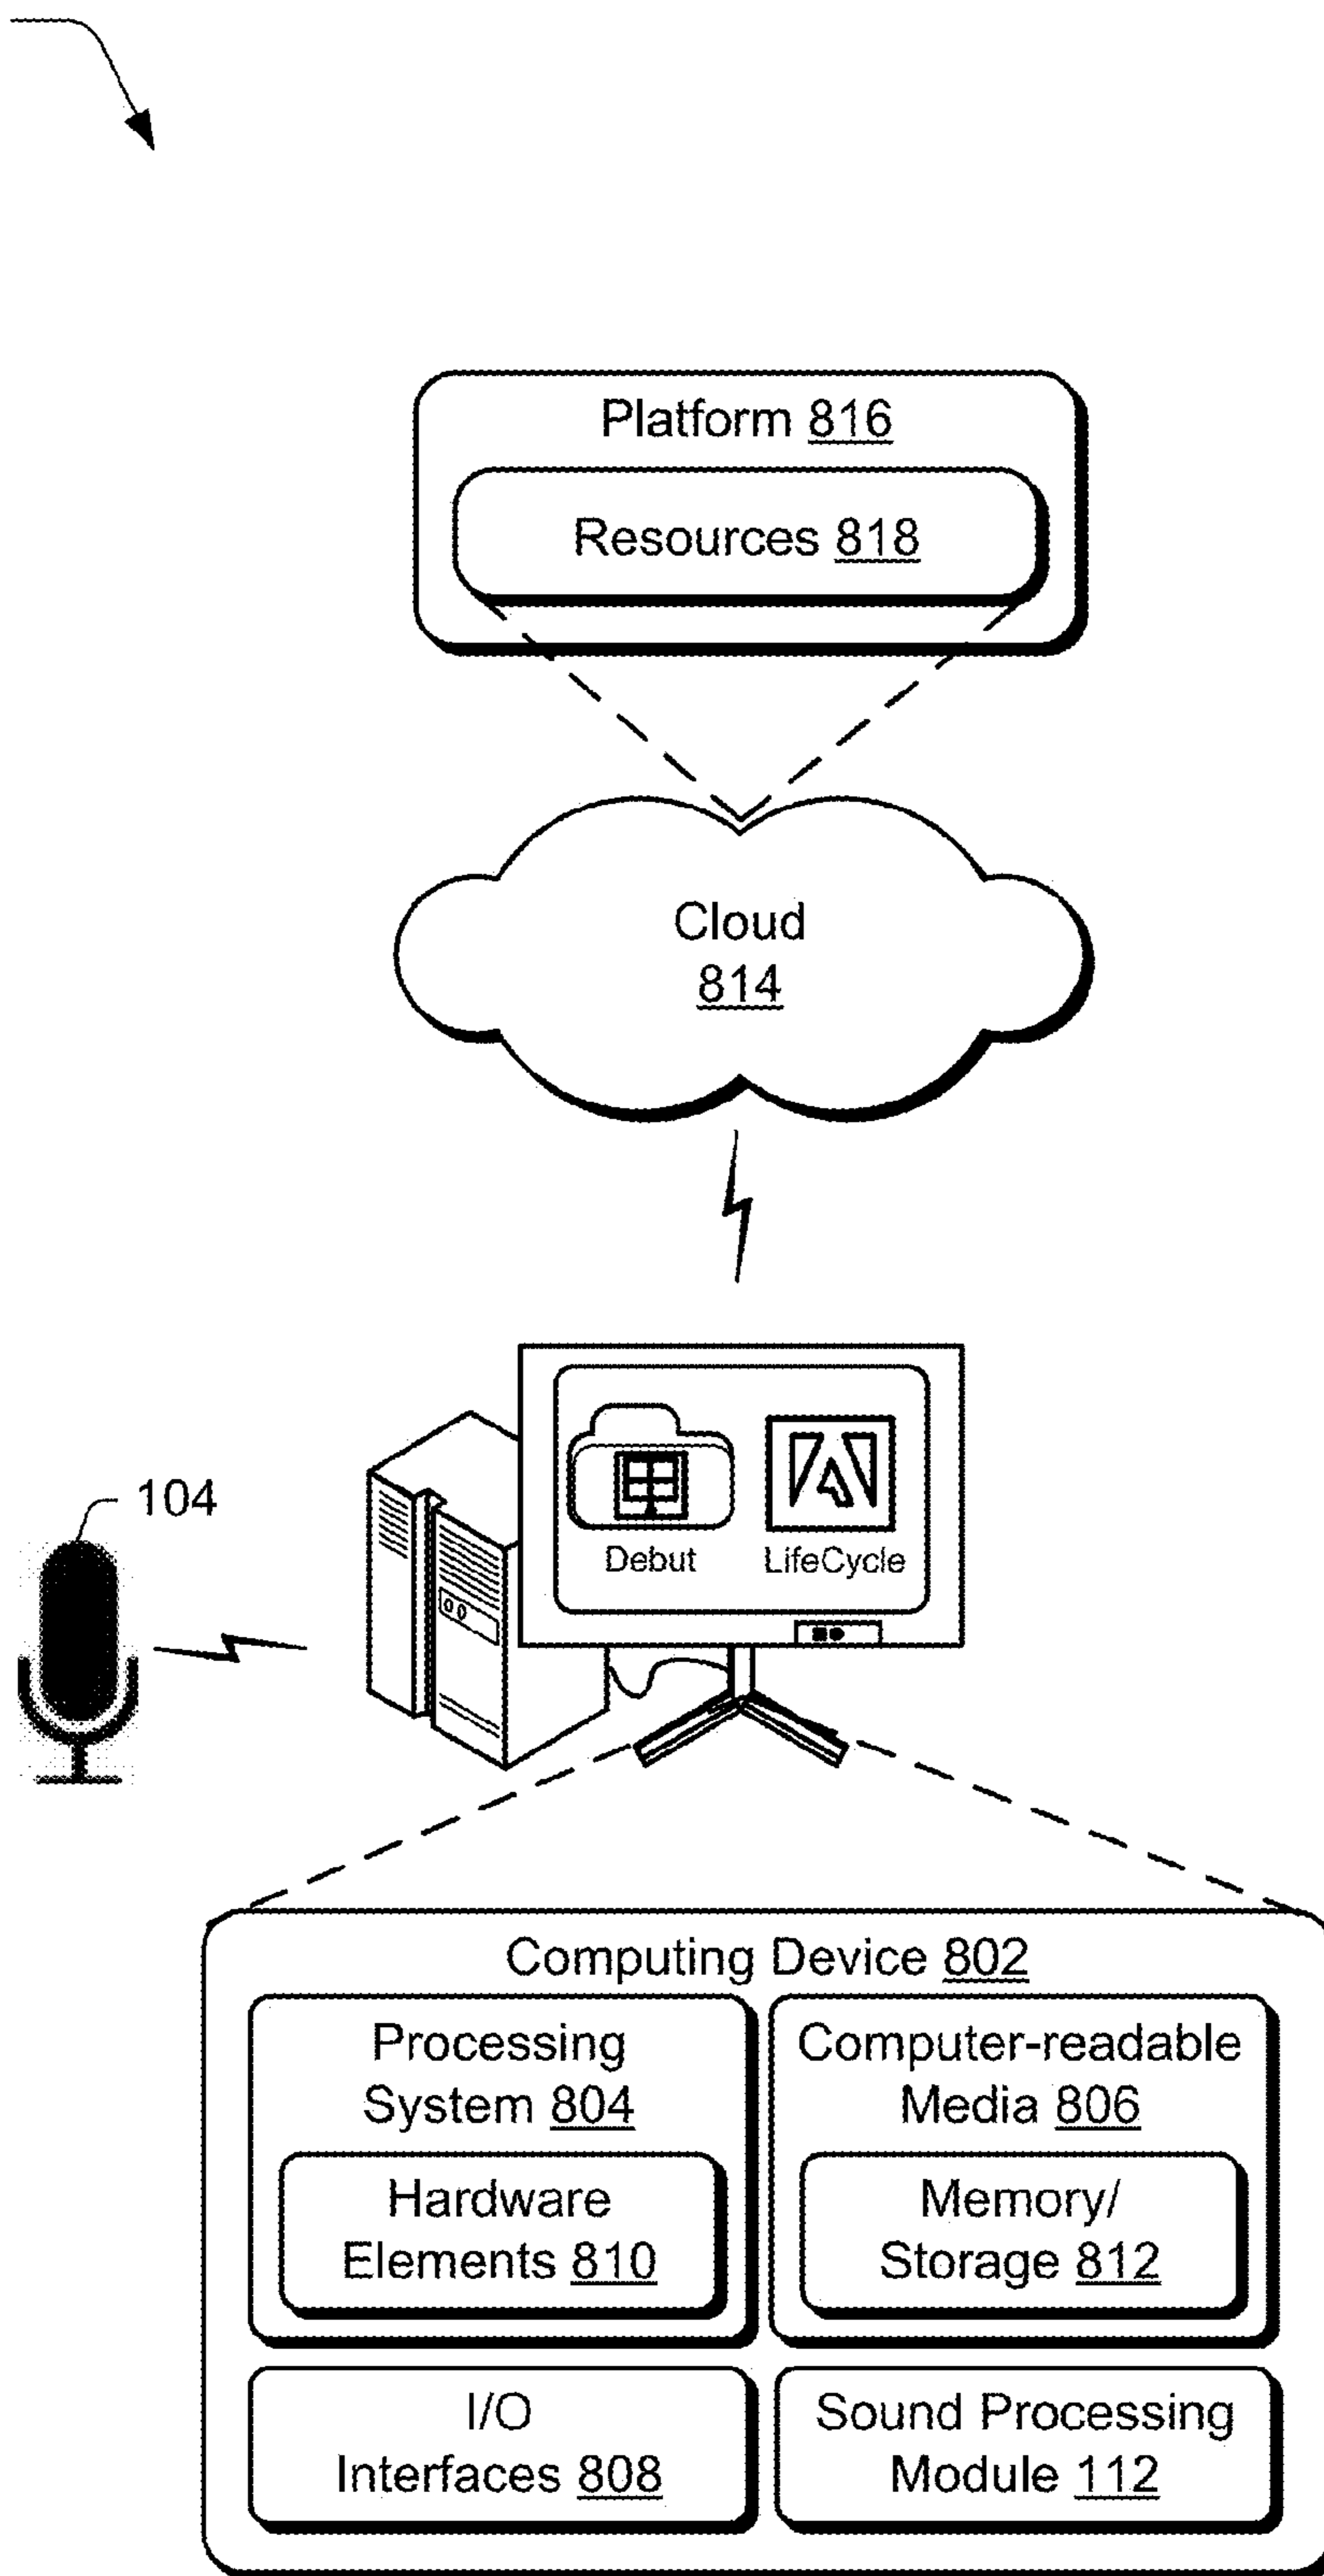 Platform 816
Resources 818
Cloud
814
104
Debut
LifeCycle
Computing Device 802
Processing
System 804
Hardware
Elements 810
Computer-readable
Media 806
Memory/
Storage 812
I/O
Interfaces 808
Sound Processing
Module 112